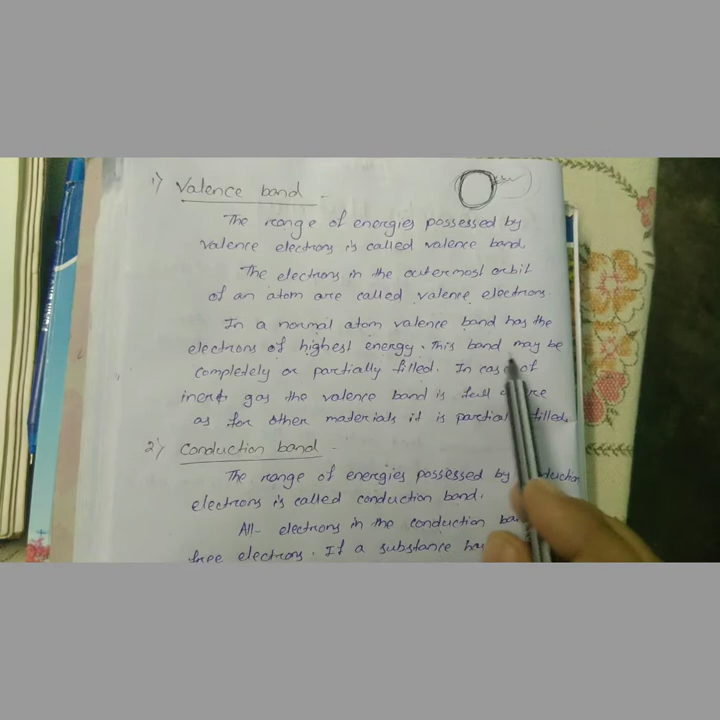 1) Valence band -
The range of energies possessed by
valence electrons is called valence band.
The electrons in the outermost orbit
of an atom are called valence electrons.
In a normal atom valence band has the
electrons of highest energy. This band may be
completely or partially filled. In case of
inert gas the valence band is full
as for other materials it is partially filled.
2) Conduction band -
The range of energies possessed by
electrons is called conduction band.
All- electrons in the conduction
free electrons. If a substance